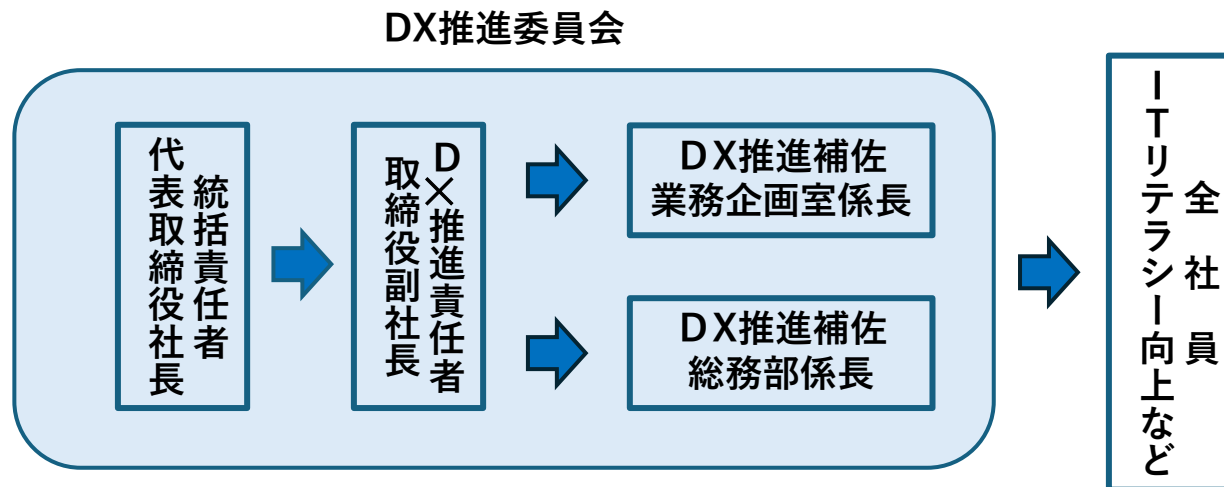 DX推進委員会
統括責任者
代表取締役社長
DX推進責任者
取締役副社長
DX推進補佐
業務企画室係長
DX推進補佐
総務部係長
全社員
ITリテラシー向上など